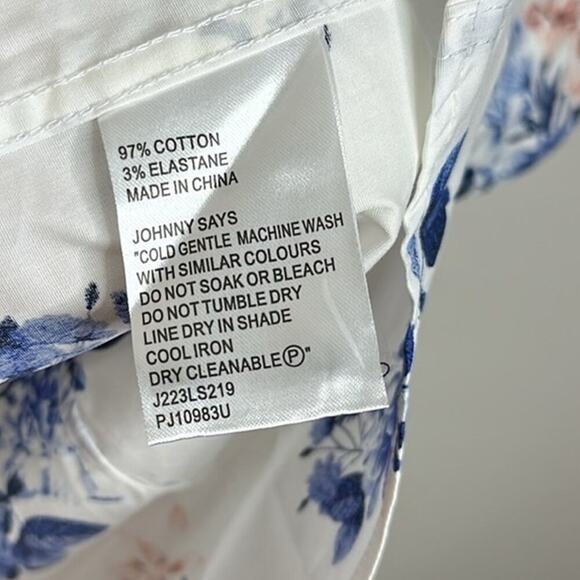 97% COTTON
3% ELASTANE
MADE IN CHINA
JOHNNY SAYS
"COLD GENTLE MACHINE WASH
WITH SIMILAR COLOURS
DO NOT SOAK OR BLEACH
DO NOT TUMBLE DRY
LINE DRY IN SHADE
COOL IRON
DRY CLEANABLE Ⓟ"
J223LS219
PJ10983U